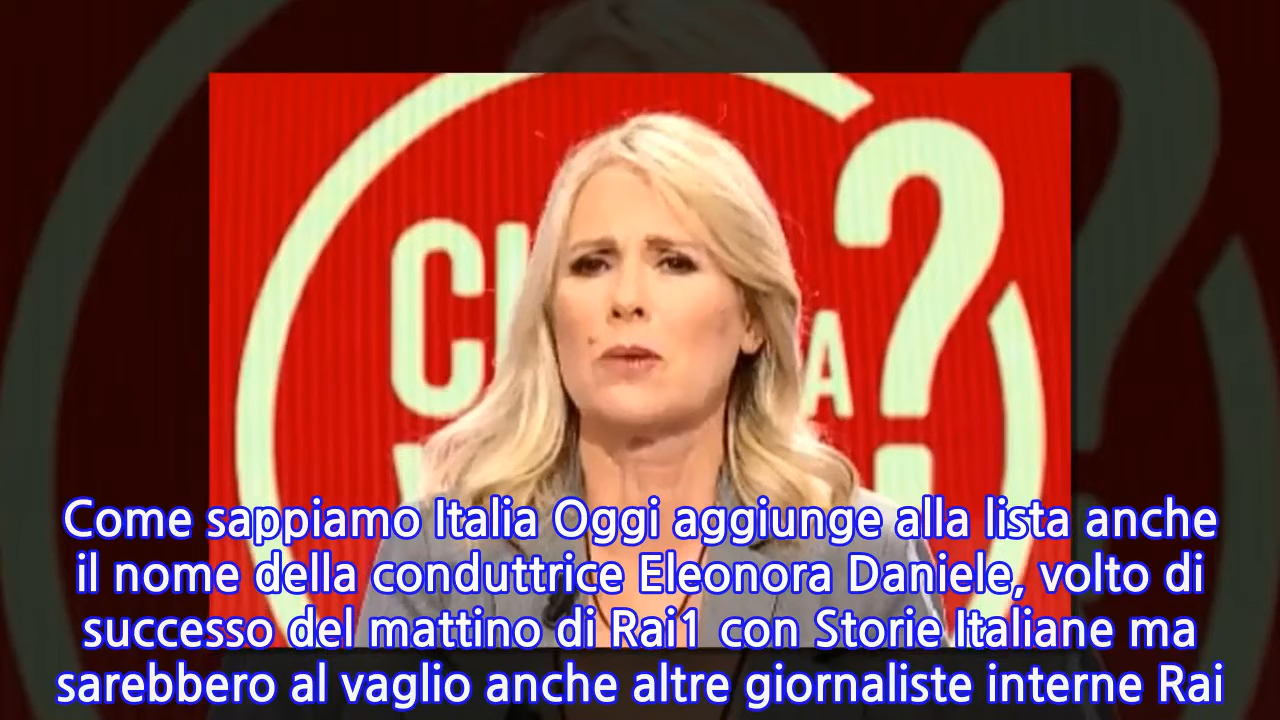 CH A?
Come sappiamo Italia Oggi aggiunge alla lista anche
il nome della conduttrice Eleonora Daniele, volto di
successo del mattino di Rai1 con Storie Italiane ma
sarebbero al vaglio anche altre giornaliste interne Rai